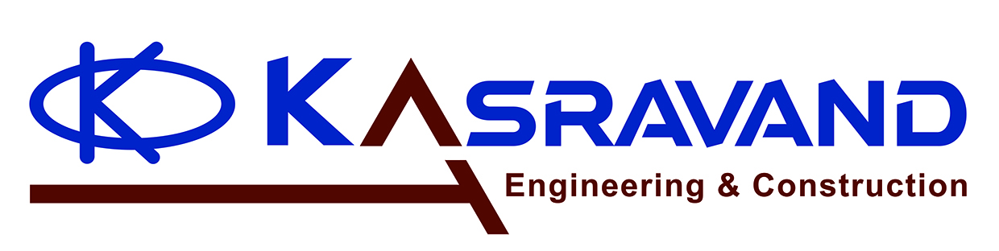 K KASRAVAND
Engineering & Construction